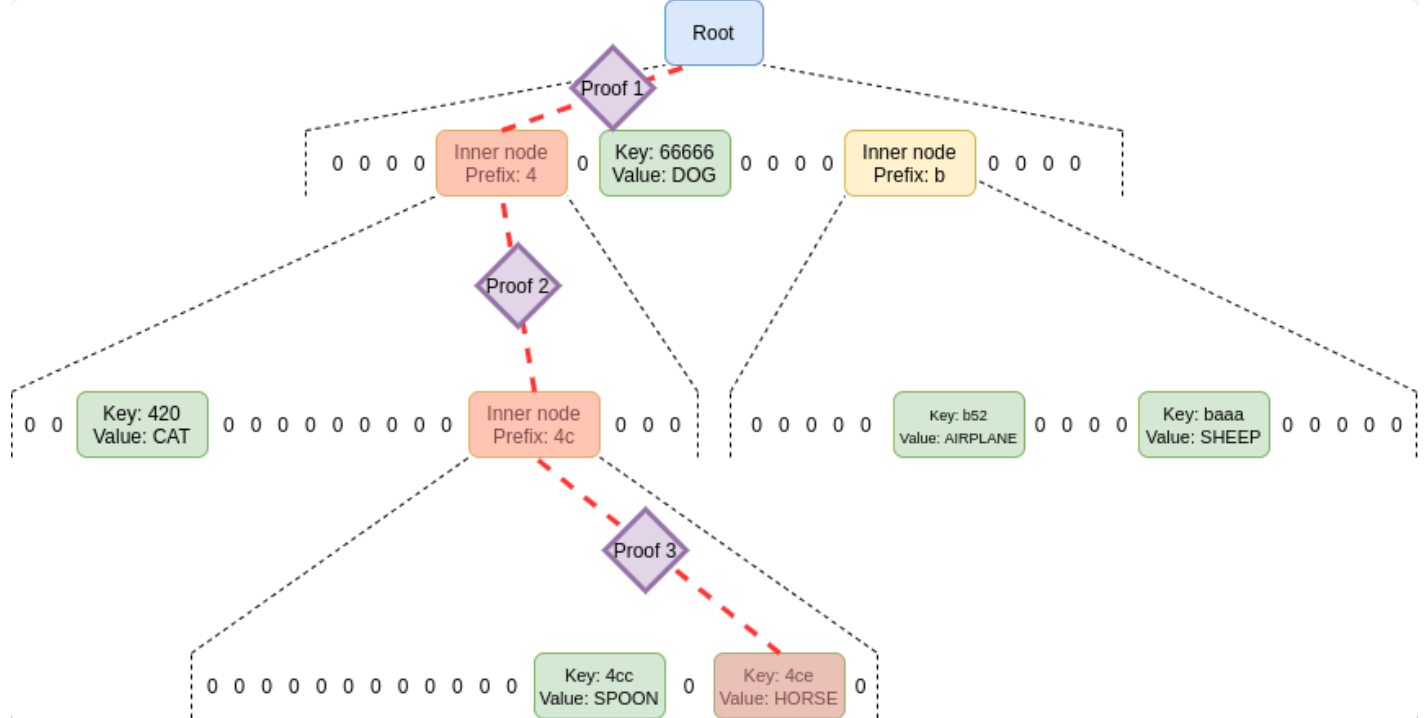 Root
Proof 1
0 0 0 0
Inner node
Prefix: 4
0
Key: 66666
Value: DOG
0 0 0 0
Inner node
Prefix: b
0 0 0 0
Proof 2
0 0
Key: 420
Value: CAT
0 0 0 0 0 0 0 0 0
Inner node
Prefix: 4c
0 0 0
0 0 0 0 0
Key: b52
Value: AIRPLANE
0 0 0 0
Key: baaa
Value: SHEEP
0 0 0 0 0
Proof 3
0 0 0 0 0 0 0 0 0 0 0 0
Key: 4cc
Value: SPOON
0
Key: 4ce
Value: HORSE
0